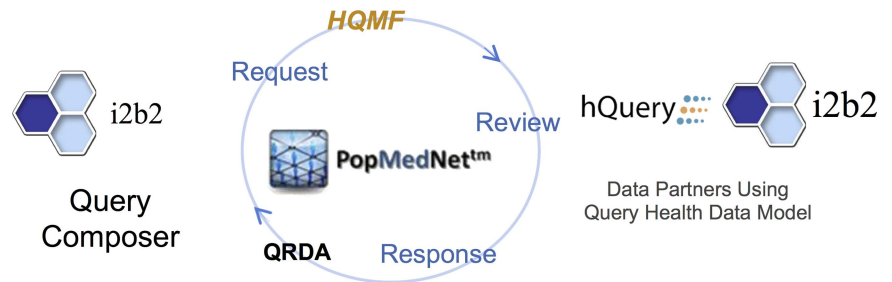 HQMF
Request
i2b2
Query
Composer
PopMedNet™
Review
QRDA
Response
hQuery
i2b2
Data Partners Using
Query Health Data Model